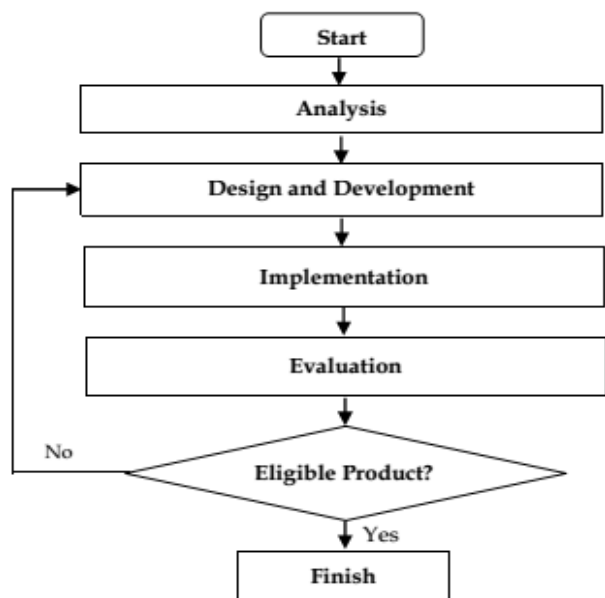 Start
Analysis
Design and Development
Implementation
Evaluation
No
Eligible Product?
Yes
Finish